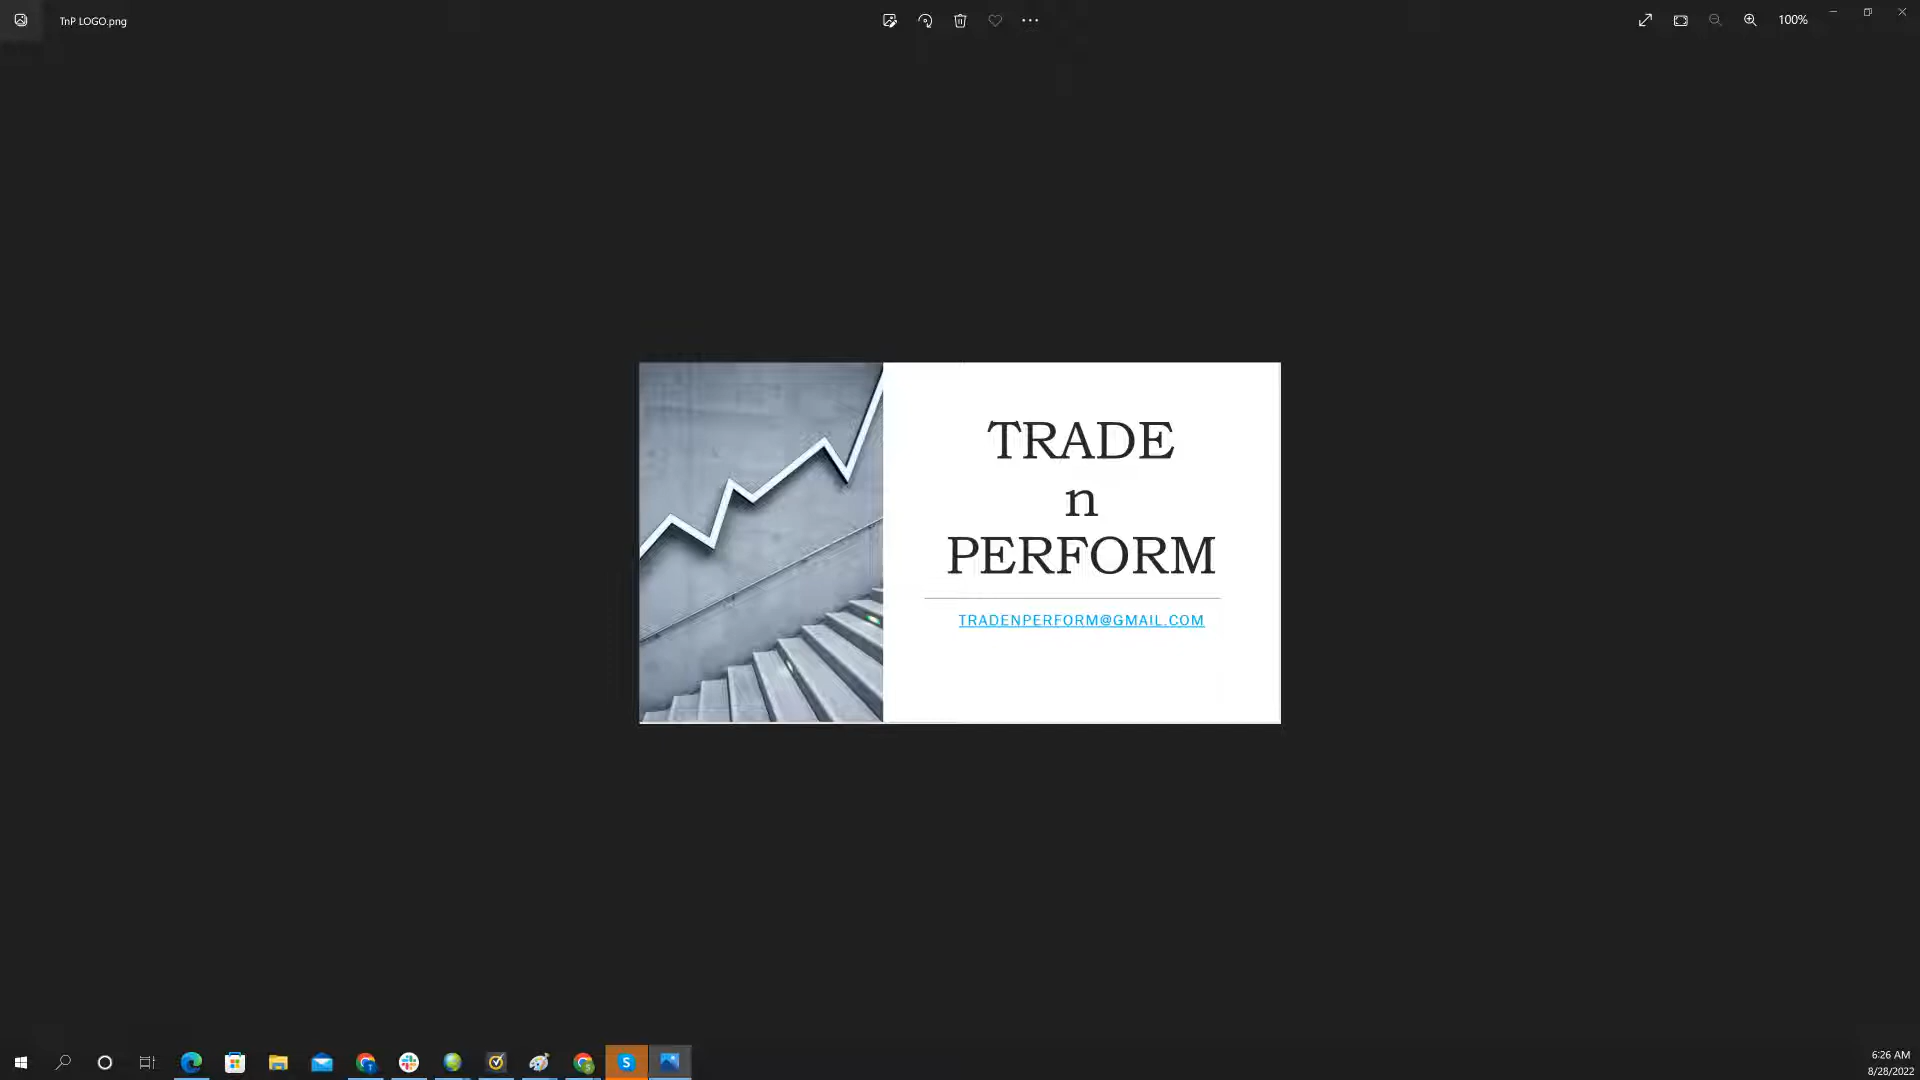 TnP LOGO.png
100%
TRADE
n
PERFORM
TRADENPERFORM@GMAIL.COM
6:26 AM
8/28/2022